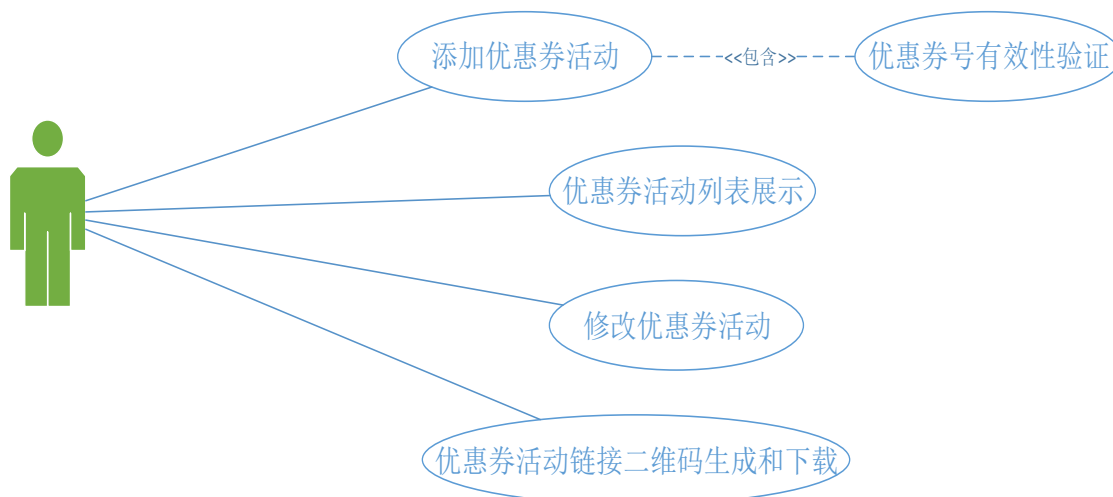 添加优惠券活动
<<包含>>
优惠券号有效性验证
优惠券活动列表展示
修改优惠券活动
优惠券活动链接二维码生成和下载